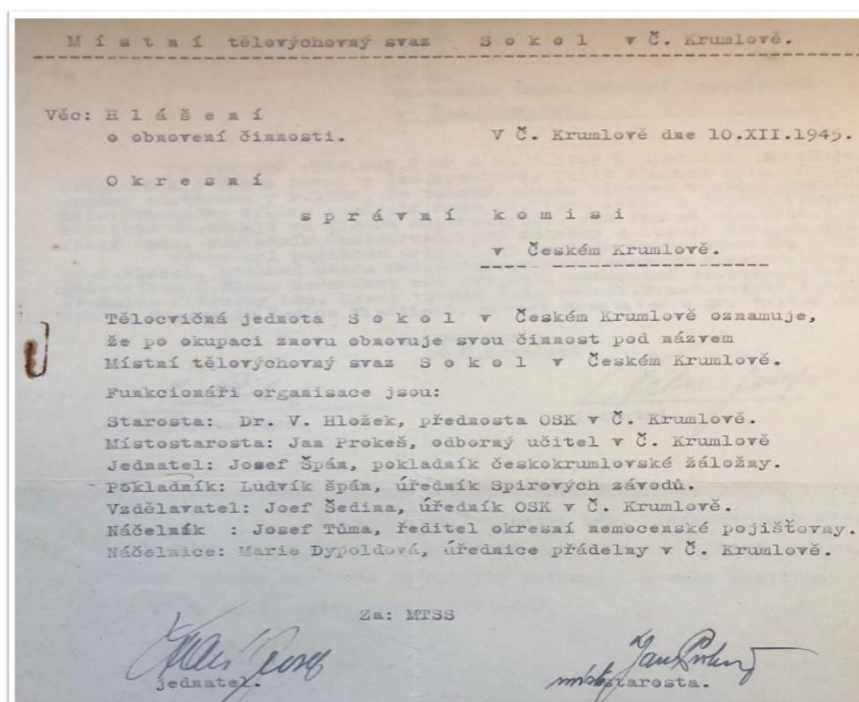 M í s t n í  tělovýchovný svaz   S o k o l   v Č. Krumlově.
Věc: H l á š e n í
o obnovení činnosti.   V Č. Krumlově dne 10.XII.1945.
O k r e s n í
s p r á v n í  k o m i s i
v Českém Krumlově.
Tělocvičná jednota S o k o l v Českém Krumlově oznamuje,
že po okupaci znovu obnovuje svou činnost pod názvem
Místní tělovýchovný svaz S o k o l v Českém Krumlově.
Funkcionáři organisace jsou:
Starosta: Dr. V. Hložek, přednosta OSK v Č. Krumlově.
Místostarosta: Jan Prokeš, odborný učitel v Č. Krumlově
Jednatel: Josef Špán, pokladník českokrumlovské záložny.
Pokladník: Ludvík špán, úředník Spirových závodů.
Vzdělavatel: Joef Šedina, úředník OSK v Č. Krumlově.
Náčelník : Josef Tůma, ředitel okresní nemocenské pojišťovny.
Náčelnice: Marie Dypoldová, úřednice přádelny v Č. Krumlově.
Za: MTSS
Josef Jan
jednatel. místostarosta.